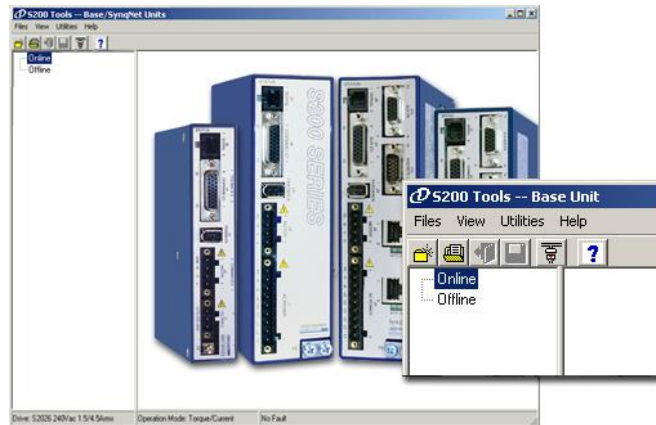 S200 Tools -- Base/SynqNet Units
Files View Utilities Help
?
Online
Offline
S200 SERIES
S200 Tools -- Base Unit
Files View Utilities Help
?
Online
Offline
Drive: S2026 240Vac 1.5/4.5Arms Operation Mode: Torque/Current No Fault